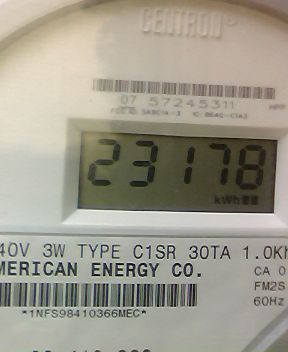 CENTRON®
07 57245311
23178
kWh
40V 3W TYPE C1SR 30TA 1.0Kh
MERICAN ENERGY CO.
CA 0
FM2S
60Hz
*1NFS98410366MEC*